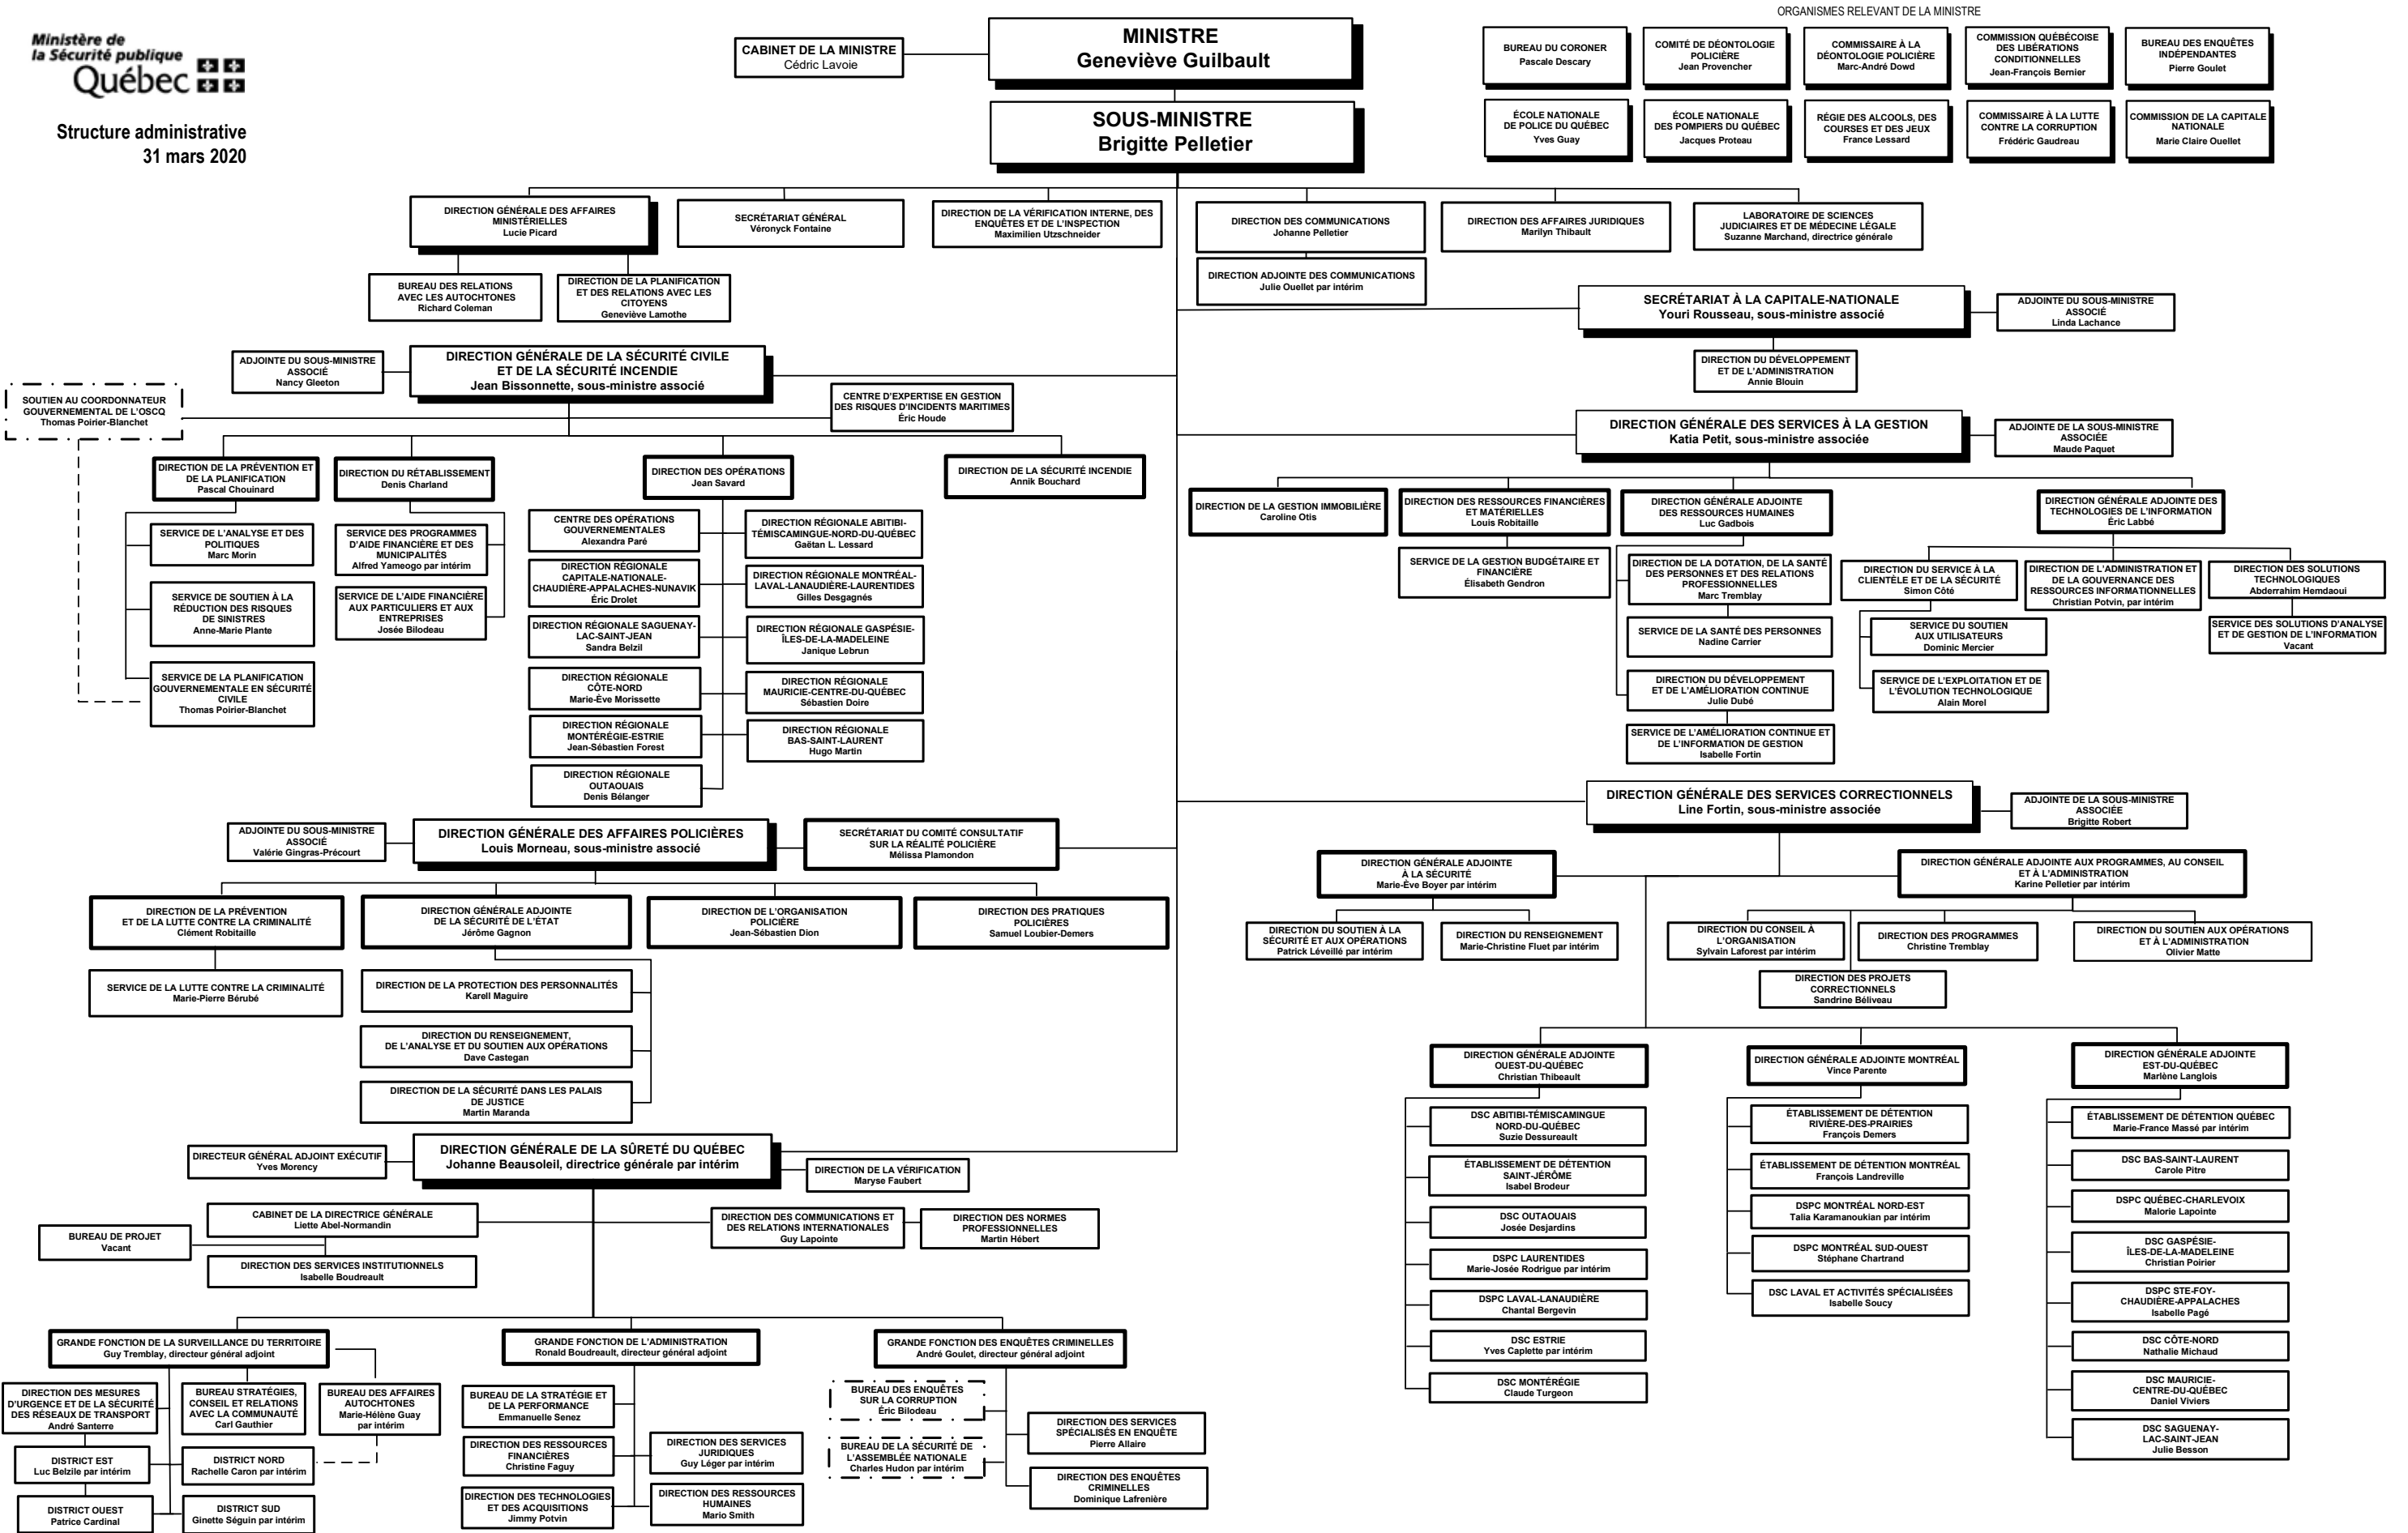 Ministère de
la Sécurité publique
Québec
Structure administrative
31 mars 2020
CABINET DE LA MINISTRE
Cédric Lavoie
MINISTRE
Geneviève Guilbault
SOUS-MINISTRE
Brigitte Pelletier
ORGANISMES RELEVANT DE LA MINISTRE
BUREAU DU CORONER
Pascale Descary
COMITÉ DE DÉONTOLOGIE
POLICIÈRE
Jean Provencher
COMMISSAIRE À LA
DÉONTOLOGIE POLICIÈRE
Marc-André Dowd
COMMISSION QUÉBÉCOISE
DES LIBÉRATIONS
CONDITIONNELLES
Jean-François Bernier
BUREAU DES ENQUÊTES
INDÉPENDANTES
Pierre Goulet
ÉCOLE NATIONALE
DE POLICE DU QUÉBEC
Yves Guay
ÉCOLE NATIONALE
DES POMPIERS DU QUÉBEC
Jacques Proteau
RÉGIE DES ALCOOLS, DES
COURSES ET DES JEUX
France Lessard
COMMISSAIRE À LA LUTTE
CONTRE LA CORRUPTION
Frédéric Gaudreau
COMMISSION DE LA CAPITALE
NATIONALE
Marie Claire Ouellet
DIRECTION GÉNÉRALE DES AFFAIRES
MINISTÉRIELLES
Lucie Picard
SECRÉTARIAT GÉNÉRAL
Véronyck Fontaine
DIRECTION DE LA VÉRIFICATION INTERNE, DES
ENQUÊTES ET DE L'INSPECTION
Maximilien Utzschneider
DIRECTION DES COMMUNICATIONS
Johanne Pelletier
DIRECTION DES AFFAIRES JURIDIQUES
Marilyn Thibault
LABORATOIRE DE SCIENCES
JUDICIAIRES ET DE MÉDECINE LÉGALE
Suzanne Marchand, directrice générale
BUREAU DES RELATIONS
AVEC LES AUTOCHTONES
Richard Coleman
DIRECTION DE LA PLANIFICATION
ET DES RELATIONS AVEC LES
CITOYENS
Geneviève Lamothe
DIRECTION ADJOINTE DES COMMUNICATIONS
Julie Ouellet par intérim
SECRÉTARIAT À LA CAPITALE-NATIONALE
Youri Rousseau, sous-ministre associé
ADJOINTE DU SOUS-MINISTRE
ASSOCIÉ
Linda Lachance
DIRECTION DU DÉVELOPPEMENT
ET DE L'ADMINISTRATION
Annie Blouin
ADJOINTE DU SOUS-MINISTRE
ASSOCIÉ
Nancy Gleeton
DIRECTION GÉNÉRALE DE LA SÉCURITÉ CIVILE
ET DE LA SÉCURITÉ INCENDIE
Jean Bissonnette, sous-ministre associé
SOUTIEN AU COORDONNATEUR
GOUVERNEMENTAL DE L'OSCQ
Thomas Poirier-Blanchet
CENTRE D'EXPERTISE EN GESTION
DES RISQUES D'INCIDENTS MARITIMES
Éric Houde
DIRECTION DE LA PRÉVENTION ET
DE LA PLANIFICATION
Pascal Chouinard
DIRECTION DU RÉTABLISSEMENT
Denis Charland
DIRECTION DES OPÉRATIONS
Jean Savard
DIRECTION DE LA SÉCURITÉ INCENDIE
Annik Bouchard
SERVICE DE L'ANALYSE ET DES
POLITIQUES
Marc Morin
SERVICE DE SOUTIEN À LA
RÉDUCTION DES RISQUES
DE SINISTRES
Anne-Marie Plante
SERVICE DE LA PLANIFICATION
GOUVERNEMENTALE EN SÉCURITÉ
CIVILE
Thomas Poirier-Blanchet
SERVICE DES PROGRAMMES
D'AIDE FINANCIÈRE ET DES
MUNICIPALITÉS
Alfred Yameogo par intérim
SERVICE DE L'AIDE FINANCIÈRE
AUX PARTICULIERS ET AUX
ENTREPRISES
Josée Bilodeau
CENTRE DES OPÉRATIONS
GOUVERNEMENTALES
Alexandra Paré
DIRECTION RÉGIONALE ABITIBI-
TÉMISCAMINGUE-NORD-DU-QUÉBEC
Gaëtan L. Lessard
DIRECTION RÉGIONALE
CAPITALE-NATIONALE-
CHAUDIÈRE-APPALACHES-NUNAVIK
Éric Drolet
DIRECTION RÉGIONALE MONTRÉAL-
LAVAL-LANAUDIÈRE-LAURENTIDES
Gilles Desgagnés
DIRECTION RÉGIONALE SAGUENAY-
LAC-SAINT-JEAN
Sandra Belzil
DIRECTION RÉGIONALE GASPÉSIE-
ÎLES-DE-LA-MADELEINE
Janique Lebrun
DIRECTION RÉGIONALE
CÔTE-NORD
Marie-Ève Morissette
DIRECTION RÉGIONALE
MAURICIE-CENTRE-DU-QUÉBEC
Sébastien Doire
DIRECTION RÉGIONALE
MONTÉRÉGIE-ESTRIE
Jean-Sébastien Forest
DIRECTION RÉGIONALE
BAS-SAINT-LAURENT
Hugo Martin
DIRECTION RÉGIONALE
OUTAOUAIS
Denis Bélanger
DIRECTION GÉNÉRALE DES SERVICES À LA GESTION
Katia Petit, sous-ministre associée
ADJOINTE DE LA SOUS-MINISTRE
ASSOCIÉE
Maude Paquet
DIRECTION DE LA GESTION IMMOBILIÈRE
Caroline Otis
DIRECTION DES RESSOURCES FINANCIÈRES
ET MATÉRIELLES
Louis Robitaille
DIRECTION GÉNÉRALE ADJOINTE
DES RESSOURCES HUMAINES
Luc Gadbois
DIRECTION GÉNÉRALE ADJOINTE DES
TECHNOLOGIES DE L'INFORMATION
Éric Labbé
SERVICE DE LA GESTION BUDGÉTAIRE ET
FINANCIÈRE
Élisabeth Gendron
DIRECTION DE LA DOTATION, DE LA SANTÉ
DES PERSONNES ET DES RELATIONS
PROFESSIONNELLES
Marc Tremblay
SERVICE DE LA SANTÉ DES PERSONNES
Nadine Carrier
DIRECTION DU DÉVELOPPEMENT
ET DE L'AMÉLIORATION CONTINUE
Julie Dubé
SERVICE DE L'AMÉLIORATION CONTINUE ET
DE L'INFORMATION DE GESTION
Isabelle Fortin
DIRECTION DU SERVICE À LA
CLIENTÈLE ET DE LA SÉCURITÉ
Simon Côté
DIRECTION DE L'ADMINISTRATION ET
DE LA GOUVERNANCE DES
RESSOURCES INFORMATIONNELLES
Christian Potvin, par intérim
DIRECTION DES SOLUTIONS
TECHNOLOGIQUES
Abderrahim Hemdaoui
SERVICE DU SOUTIEN
AUX UTILISATEURS
Dominic Mercier
SERVICE DES SOLUTIONS D'ANALYSE
ET DE GESTION DE L'INFORMATION
Vacant
SERVICE DE L'EXPLOITATION ET DE
L'ÉVOLUTION TECHNOLOGIQUE
Alain Morel
ADJOINTE DU SOUS-MINISTRE
ASSOCIÉ
Valérie Gingras-Précourt
DIRECTION GÉNÉRALE DES AFFAIRES POLICIÈRES
Louis Morneau, sous-ministre associé
SECRÉTARIAT DU COMITÉ CONSULTATIF
SUR LA RÉALITÉ POLICIÈRE
Mélissa Plamondon
DIRECTION DE LA PRÉVENTION
ET DE LA LUTTE CONTRE LA CRIMINALITÉ
Clément Robitaille
DIRECTION GÉNÉRALE ADJOINTE
DE LA SÉCURITÉ DE L'ÉTAT
Jérôme Gagnon
DIRECTION DE L'ORGANISATION
POLICIÈRE
Jean-Sébastien Dion
DIRECTION DES PRATIQUES
POLICIÈRES
Samuel Loubier-Demers
SERVICE DE LA LUTTE CONTRE LA CRIMINALITÉ
Marie-Pierre Bérubé
DIRECTION DE LA PROTECTION DES PERSONNALITÉS
Karell Maguire
DIRECTION DU RENSEIGNEMENT,
DE L'ANALYSE ET DU SOUTIEN AUX OPÉRATIONS
Dave Castegan
DIRECTION DE LA SÉCURITÉ DANS LES PALAIS
DE JUSTICE
Martin Maranda
DIRECTION GÉNÉRALE DES SERVICES CORRECTIONNELS
Line Fortin, sous-ministre associée
ADJOINTE DE LA SOUS-MINISTRE
ASSOCIÉE
Brigitte Robert
DIRECTION GÉNÉRALE ADJOINTE
À LA SÉCURITÉ
Marie-Ève Boyer par intérim
DIRECTION GÉNÉRALE ADJOINTE AUX PROGRAMMES, AU CONSEIL
ET À L'ADMINISTRATION
Karine Pelletier par intérim
DIRECTION DU SOUTIEN À LA
SÉCURITÉ ET AUX OPÉRATIONS
Patrick Léveillé par intérim
DIRECTION DU RENSEIGNEMENT
Marie-Christine Fluet par intérim
DIRECTION DU CONSEIL À
L'ORGANISATION
Sylvain Laforest par intérim
DIRECTION DES PROGRAMMES
Christine Tremblay
DIRECTION DU SOUTIEN AUX OPÉRATIONS
ET À L'ADMINISTRATION
Olivier Matte
DIRECTION DES PROJETS
CORRECTIONNELS
Sandrine Béliveau
DIRECTION GÉNÉRALE ADJOINTE
OUEST-DU-QUÉBEC
Christian Thibeault
DIRECTION GÉNÉRALE ADJOINTE MONTRÉAL
Vince Parente
DIRECTION GÉNÉRALE ADJOINTE
EST-DU-QUÉBEC
Marlène Langlois
DSC ABITIBI-TÉMISCAMINGUE
NORD-DU-QUÉBEC
Suzie Dessureault
ÉTABLISSEMENT DE DÉTENTION
SAINT-JÉRÔME
Isabel Brodeur
DSC OUTAOUAIS
Josée Desjardins
DSPC LAURENTIDES
Marie-Josée Rodrigue par intérim
DSPC LAVAL-LANAUDIÈRE
Chantal Bergevin
DSC ESTRIE
Yves Caplette par intérim
DSC MONTÉRÉGIE
Claude Turgeon
ÉTABLISSEMENT DE DÉTENTION
RIVIÈRE-DES-PRAIRIES
François Demers
ÉTABLISSEMENT DE DÉTENTION MONTRÉAL
François Landreville
DSPC MONTRÉAL NORD-EST
Talia Karamanoukian par intérim
DSPC MONTRÉAL SUD-OUEST
Stéphane Chartrand
DSC LAVAL ET ACTIVITÉS SPÉCIALISÉES
Isabelle Soucy
ÉTABLISSEMENT DE DÉTENTION QUÉBEC
Marie-France Massé par intérim
DSC BAS-SAINT-LAURENT
Carole Pitre
DSPC QUÉBEC-CHARLEVOIX
Malorie Lapointe
DSC GASPÉSIE-
ÎLES-DE-LA-MADELEINE
Christian Poirier
DSPC STE-FOY-
CHAUDIÈRE-APPALACHES
Isabelle Pagé
DSC CÔTE-NORD
Nathalie Michaud
DSC MAURICIE-
CENTRE-DU-QUÉBEC
Daniel Viviers
DSC SAGUENAY-
LAC-SAINT-JEAN
Julie Besson
DIRECTEUR GÉNÉRAL ADJOINT EXÉCUTIF
Yves Morency
DIRECTION GÉNÉRALE DE LA SÛRETÉ DU QUÉBEC
Johanne Beausoleil, directrice générale par intérim
DIRECTION DE LA VÉRIFICATION
Maryse Faubert
CABINET DE LA DIRECTRICE GÉNÉRALE
Liette Abel-Normandin
DIRECTION DES COMMUNICATIONS ET
DES RELATIONS INTERNATIONALES
Guy Lapointe
DIRECTION DES NORMES
PROFESSIONNELLES
Martin Hébert
BUREAU DE PROJET
Vacant
DIRECTION DES SERVICES INSTITUTIONNELS
Isabelle Boudreault
GRANDE FONCTION DE LA SURVEILLANCE DU TERRITOIRE
Guy Tremblay, directeur général adjoint
GRANDE FONCTION DE L'ADMINISTRATION
Ronald Boudreault, directeur général adjoint
GRANDE FONCTION DES ENQUÊTES CRIMINELLES
André Goulet, directeur général adjoint
DIRECTION DES MESURES
D'URGENCE ET DE LA SÉCURITÉ
DES RÉSEAUX DE TRANSPORT
André Santerre
BUREAU STRATÉGIES,
CONSEIL ET RELATIONS
AVEC LA COMMUNAUTÉ
Carl Gauthier
BUREAU DES AFFAIRES
AUTOCHTONES
Marie-Hélène Guay
par intérim
DISTRICT EST
Luc Belzile par intérim
DISTRICT NORD
Rachelle Caron par intérim
DISTRICT OUEST
Patrice Cardinal
DISTRICT SUD
Ginette Séguin par intérim
BUREAU DE LA STRATÉGIE ET
DE LA PERFORMANCE
Emmanuelle Senez
DIRECTION DES RESSOURCES
FINANCIÈRES
Christine Faguy
DIRECTION DES SERVICES
JURIDIQUES
Guy Léger par intérim
DIRECTION DES TECHNOLOGIES
ET DES ACQUISITIONS
Jimmy Potvin
DIRECTION DES RESSOURCES
HUMAINES
Mario Smith
BUREAU DES ENQUÊTES
SUR LA CORRUPTION
Éric Bilodeau
DIRECTION DES SERVICES
SPÉCIALISÉS EN ENQUÊTE
Pierre Allaire
BUREAU DE LA SÉCURITÉ DE
L'ASSEMBLÉE NATIONALE
Charles Hudon par intérim
DIRECTION DES ENQUÊTES
CRIMINELLES
Dominique Lafrenière